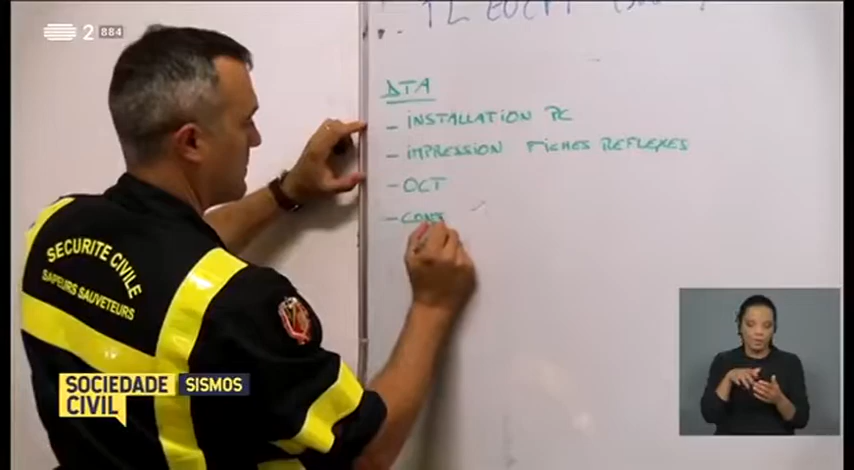 2 884
DTA
- INSTALLATION PC
- IMPRESSION FICHES REFLEXES
- OCT
- CONS
SECURITE CIVILE
SAPEURS SAUVETEURS
SOCIEDADE
CIVIL
SISMOS